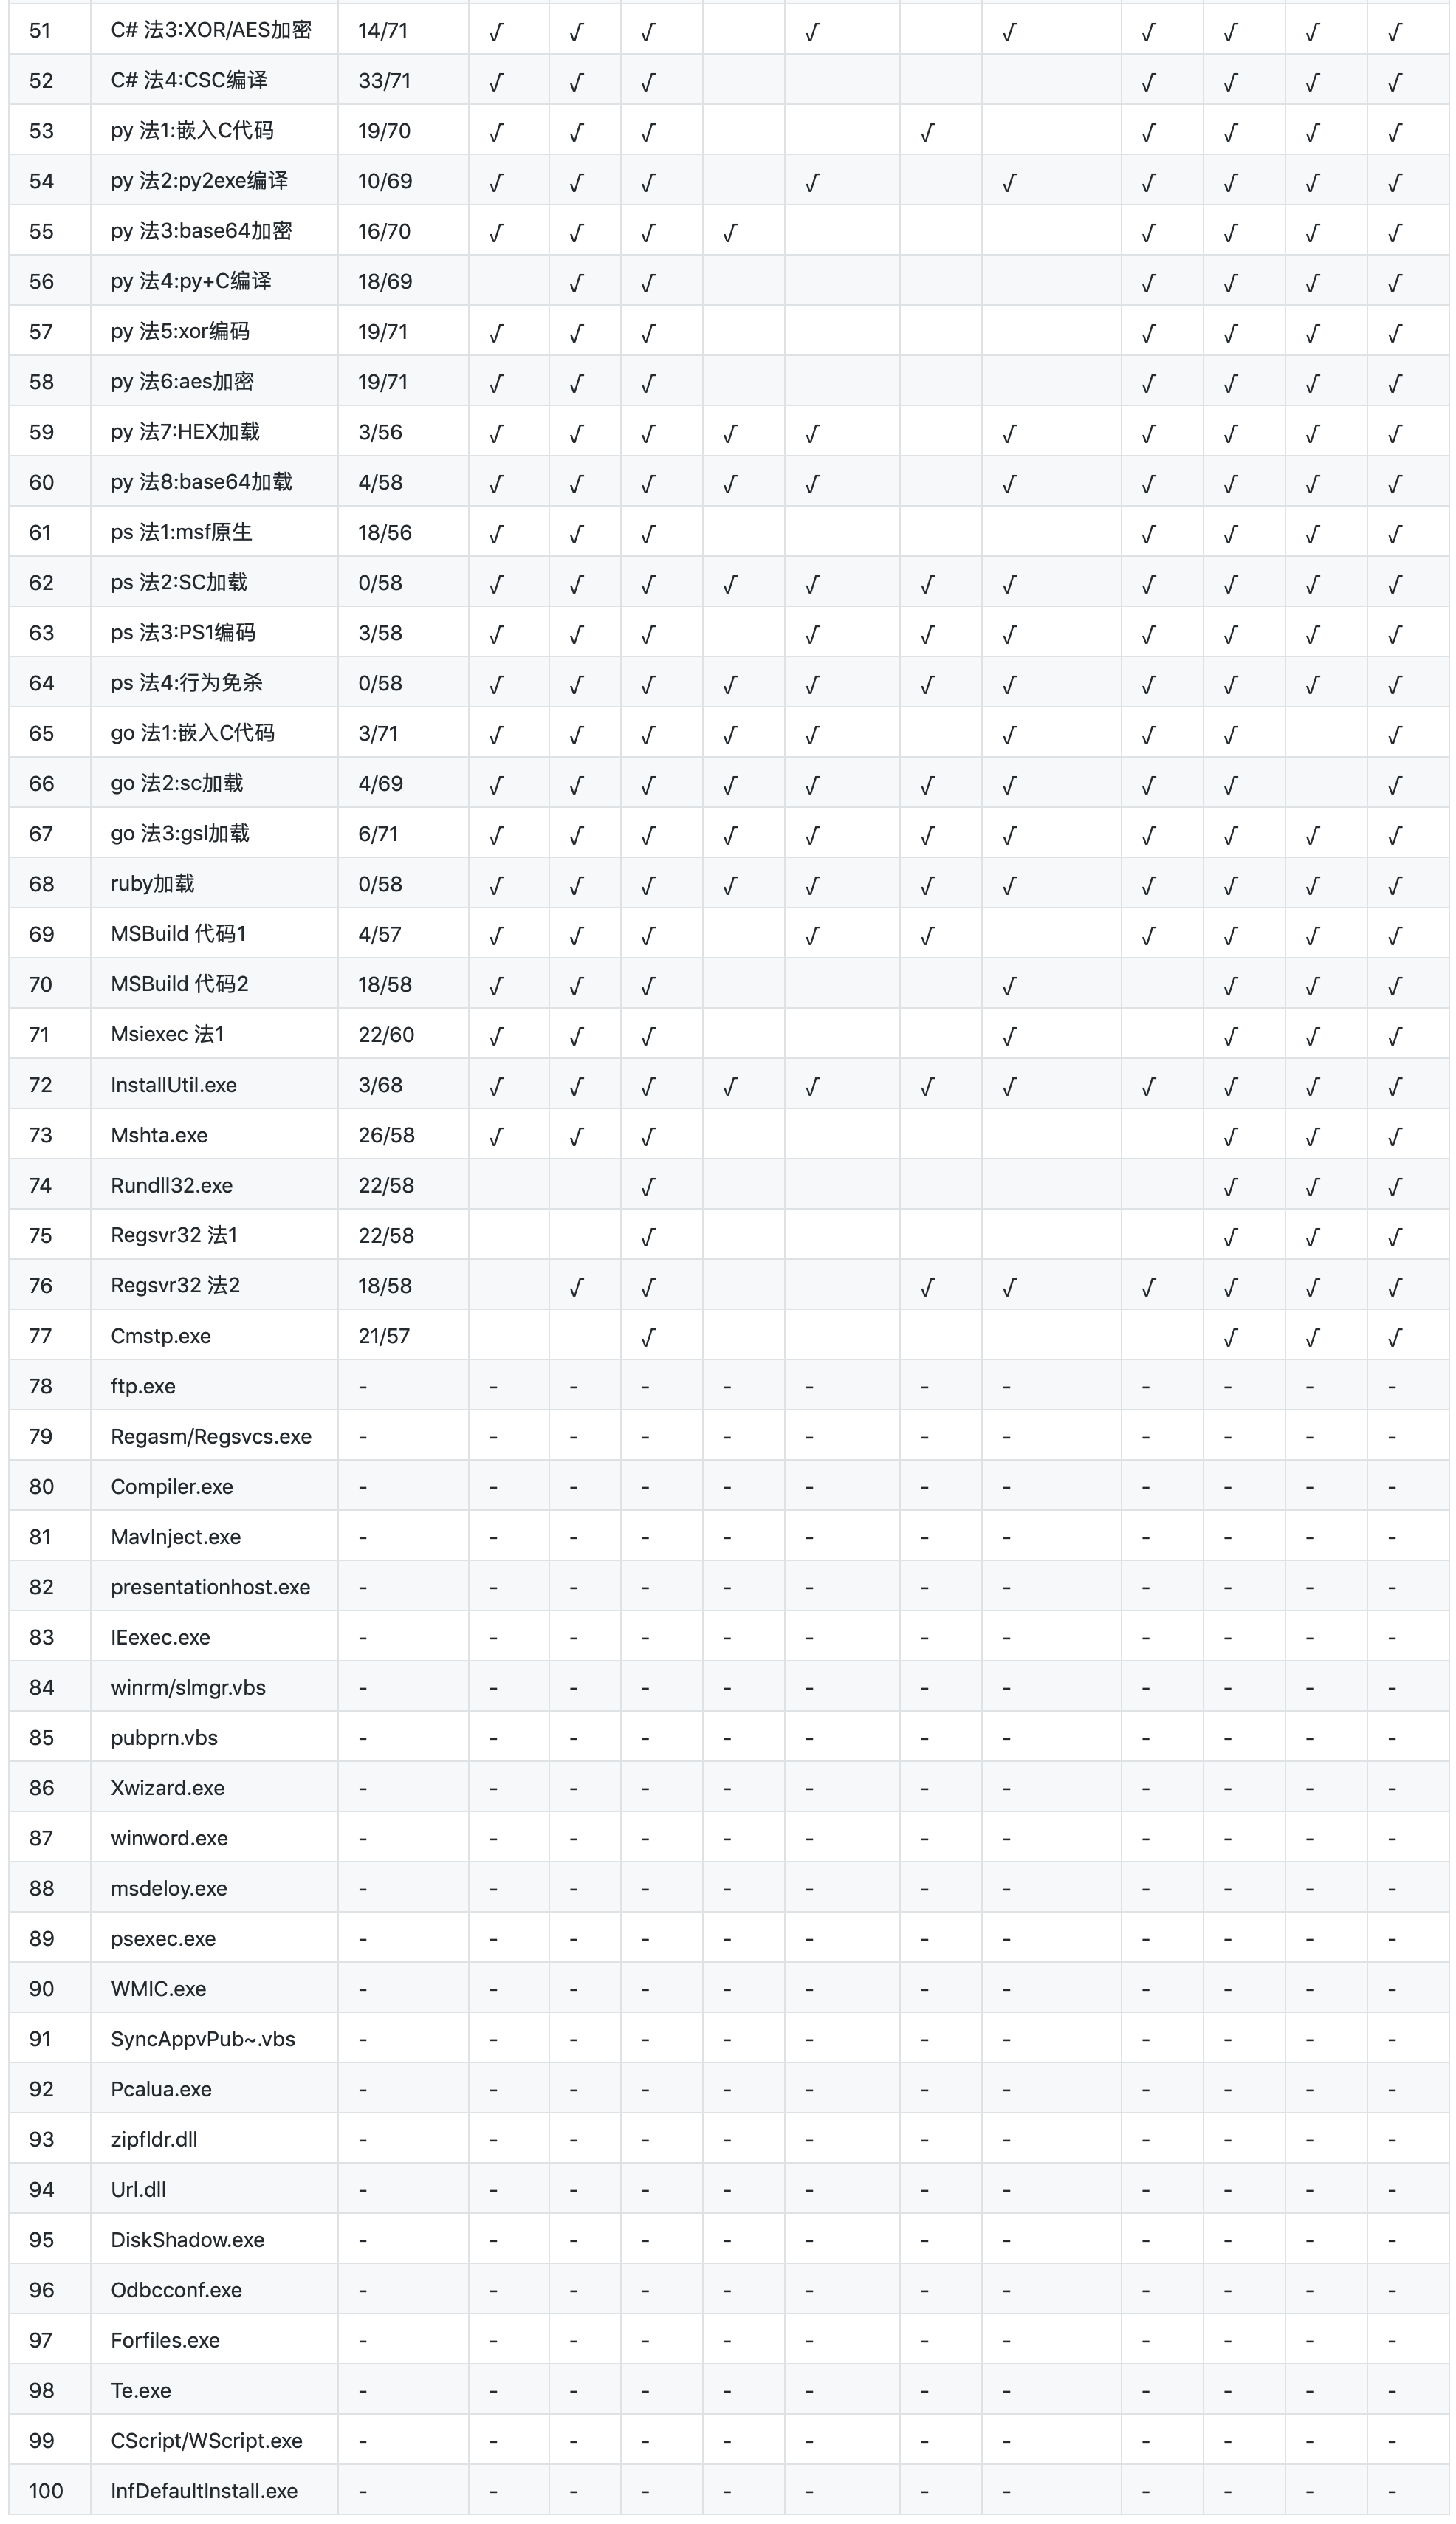 51 C# 法3:XOR/AES加密 14/71 √ √ √ √ √ √ √ √ √
52 C# 法4:CSC编译 33/71 √ √ √ √ √ √ √
53 py 法1:嵌入C代码 19/70 √ √ √ √ √ √ √ √
54 py 法2:py2exe编译 10/69 √ √ √ √ √ √ √ √ √
55 py 法3:base64加密 16/70 √ √ √ √ √ √ √ √
56 py 法4:py+C编译 18/69 √ √ √ √ √ √
57 py 法5:xor编码 19/71 √ √ √ √ √ √ √
58 py 法6:aes加密 19/71 √ √ √ √ √ √ √
59 py 法7:HEX加载 3/56 √ √ √ √ √ √ √ √ √ √
60 py 法8:base64加载 4/58 √ √ √ √ √ √ √ √ √ √
61 ps 法1:msf原生 18/56 √ √ √ √ √ √ √
62 ps 法2:SC加载 0/58 √ √ √ √ √ √ √ √ √ √ √
63 ps 法3:PS1编码 3/58 √ √ √ √ √ √ √ √ √ √
64 ps 法4:行为免杀 0/58 √ √ √ √ √ √ √ √ √ √ √
65 go 法1:嵌入C代码 3/71 √ √ √ √ √ √ √ √ √
66 go 法2:sc加载 4/69 √ √ √ √ √ √ √ √ √ √
67 go 法3:gsl加载 6/71 √ √ √ √ √ √ √ √ √ √ √
68 ruby加载 0/58 √ √ √ √ √ √ √ √ √ √ √
69 MSBuild 代码1 4/57 √ √ √ √ √ √ √ √ √
70 MSBuild 代码2 18/58 √ √ √ √ √ √ √
71 Msiexec 法1 22/60 √ √ √ √ √ √ √
72 InstallUtil.exe 3/68 √ √ √ √ √ √ √ √ √ √ √
73 Mshta.exe 26/58 √ √ √ √ √ √
74 Rundll32.exe 22/58 √ √ √ √
75 Regsvr32 法1 22/58 √ √ √ √
76 Regsvr32 法2 18/58 √ √ √ √ √ √ √ √
77 Cmstp.exe 21/57 √ √ √ √
78 ftp.exe - - - - - - - - - - - -
79 Regasm/Regsvcs.exe - - - - - - - - - - - -
80 Compiler.exe - - - - - - - - - - - -
81 MavInject.exe - - - - - - - - - - - -
82 presentationhost.exe - - - - - - - - - - - -
83 IEexec.exe - - - - - - - - - - - -
84 winrm/slmgr.vbs - - - - - - - - - - - -
85 pubprn.vbs - - - - - - - - - - - -
86 Xwizard.exe - - - - - - - - - - - -
87 winword.exe - - - - - - - - - - - -
88 msdeloy.exe - - - - - - - - - - - -
89 psexec.exe - - - - - - - - - - - -
90 WMIC.exe - - - - - - - - - - - -
91 SyncAppvPub~.vbs - - - - - - - - - - - -
92 Pcalua.exe - - - - - - - - - - - -
93 zipfldr.dll - - - - - - - - - - - -
94 Url.dll - - - - - - - - - - - -
95 DiskShadow.exe - - - - - - - - - - - -
96 Odbcconf.exe - - - - - - - - - - - -
97 Forfiles.exe - - - - - - - - - - - -
98 Te.exe - - - - - - - - - - - -
99 CScript/WScript.exe - - - - - - - - - - - -
100 InfDefaultInstall.exe - - - - - - - - - - - -